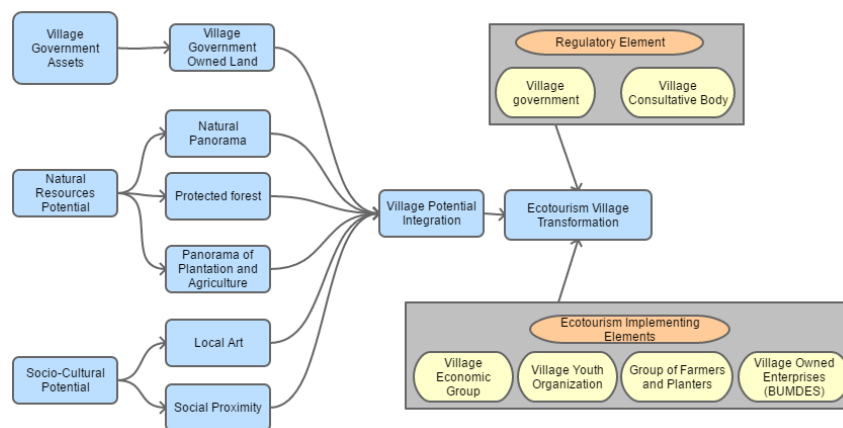 Village
Government
Assets
Village
Government
Owned Land
Natural
Resources
Potential
Natural
Panorama
Protected forest
Panorama of
Plantation and
Agriculture
Socio-Cultural
Potential
Local Art
Social Proximity
Village Potential
Integration
Ecotourism Village
Transformation
Regulatory Element
Village
government
Village
Consultative Body
Ecotourism Implementing
Elements
Village
Economic
Group
Village Youth
Organization
Group of Farmers
and Planters
Village Owned
Enterprises
(BUMDES)